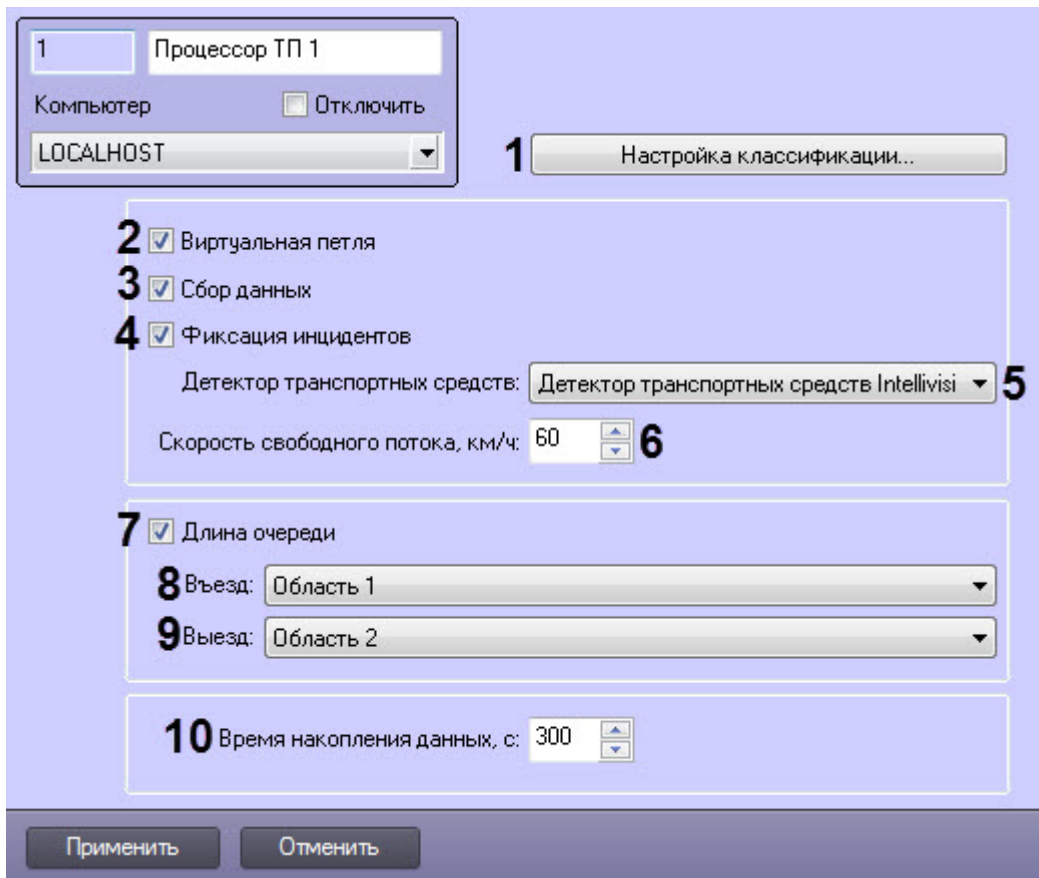 1 Процессор ТП 1
Компьютер Отключить
LOCALHOST
1 Настройка классификации...
2 Виртуальная петля
3 Сбор данных
4 Фиксация инцидентов
Детектор транспортных средств: Детектор транспортных средств Intellivisi 5
Скорость свободного потока, км/ч: 60 6
7 Длина очереди
8 Въезд: Область 1
9 Выезд: Область 2
10 Время накопления данных, с: 300
Применить Отменить